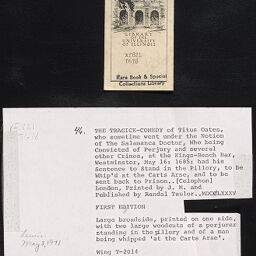 LIBRARY
OF THE
UNIVERSITY
OF ILLINOIS
Rare Book & Special
Collections Library
46. THE TRAGICK-COMEDY of Titus Oates,
who sometime went under the Notion
of The Salamanca Doctor, Who being
Convicted of Perjury and several
other Crimes, at the Kings-Bench Bar,
Westminster, May 16: 1685: had his
Sentence to Stand in the Pillory, to be
Whip'd at the Carts Arse, and to be
sent back to Prison..[Colophon]
London, Printed by J. M. and
Published by Randal Taylor..MDCLXXXV
FIRST EDITION
Large broadside, printed on one side,
with two large woodcuts of a perjurer
standing in the pillory and of a man
being whipped 'at the Carts Arse'.
Wing T-2014